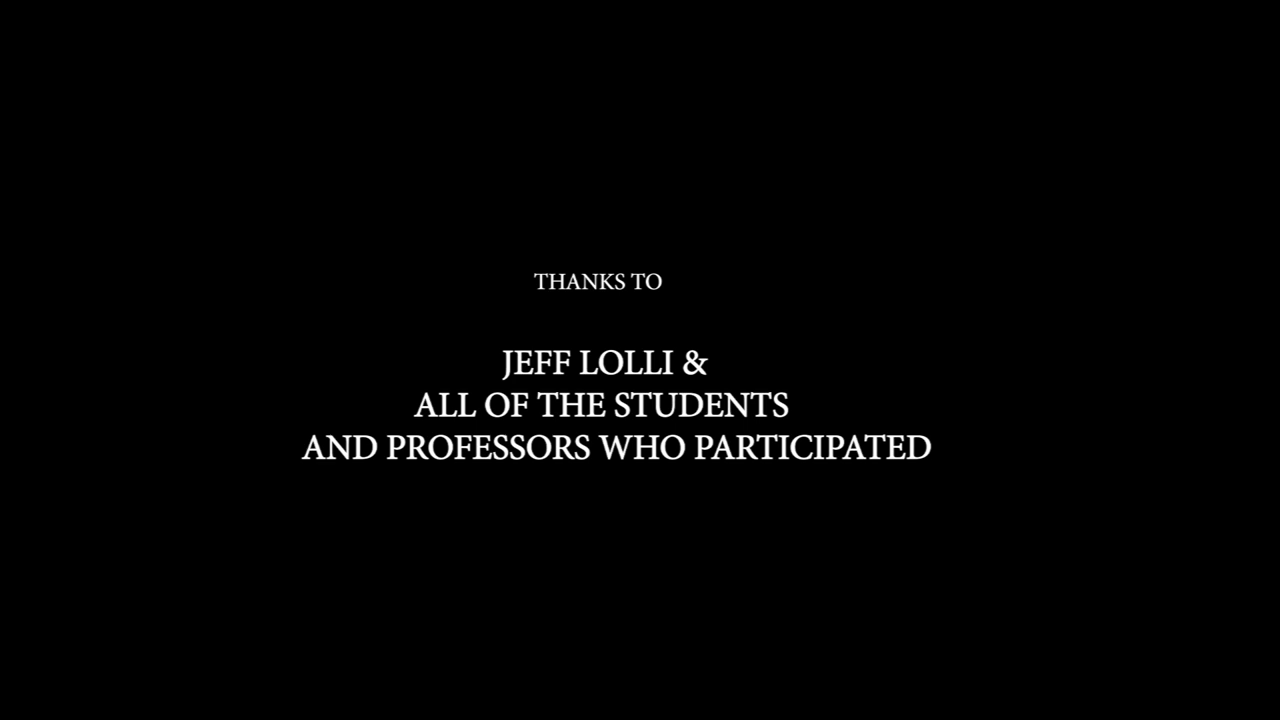 THANKS TO
JEFF LOLLI &
ALL OF THE STUDENTS
AND PROFESSORS WHO PARTICIPATED